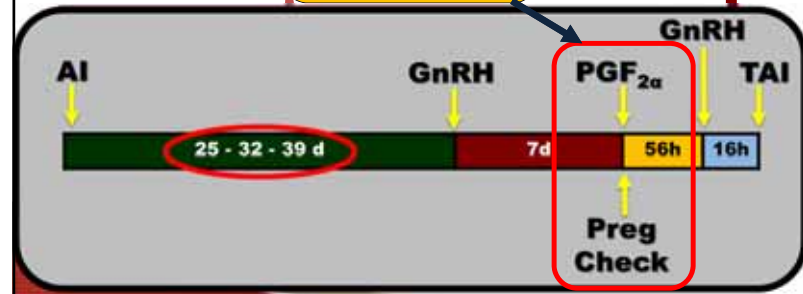 GnRH
AI GnRH PGF2α TAI
25 - 32 - 39 d 7d 56h 16h
Preg
Check